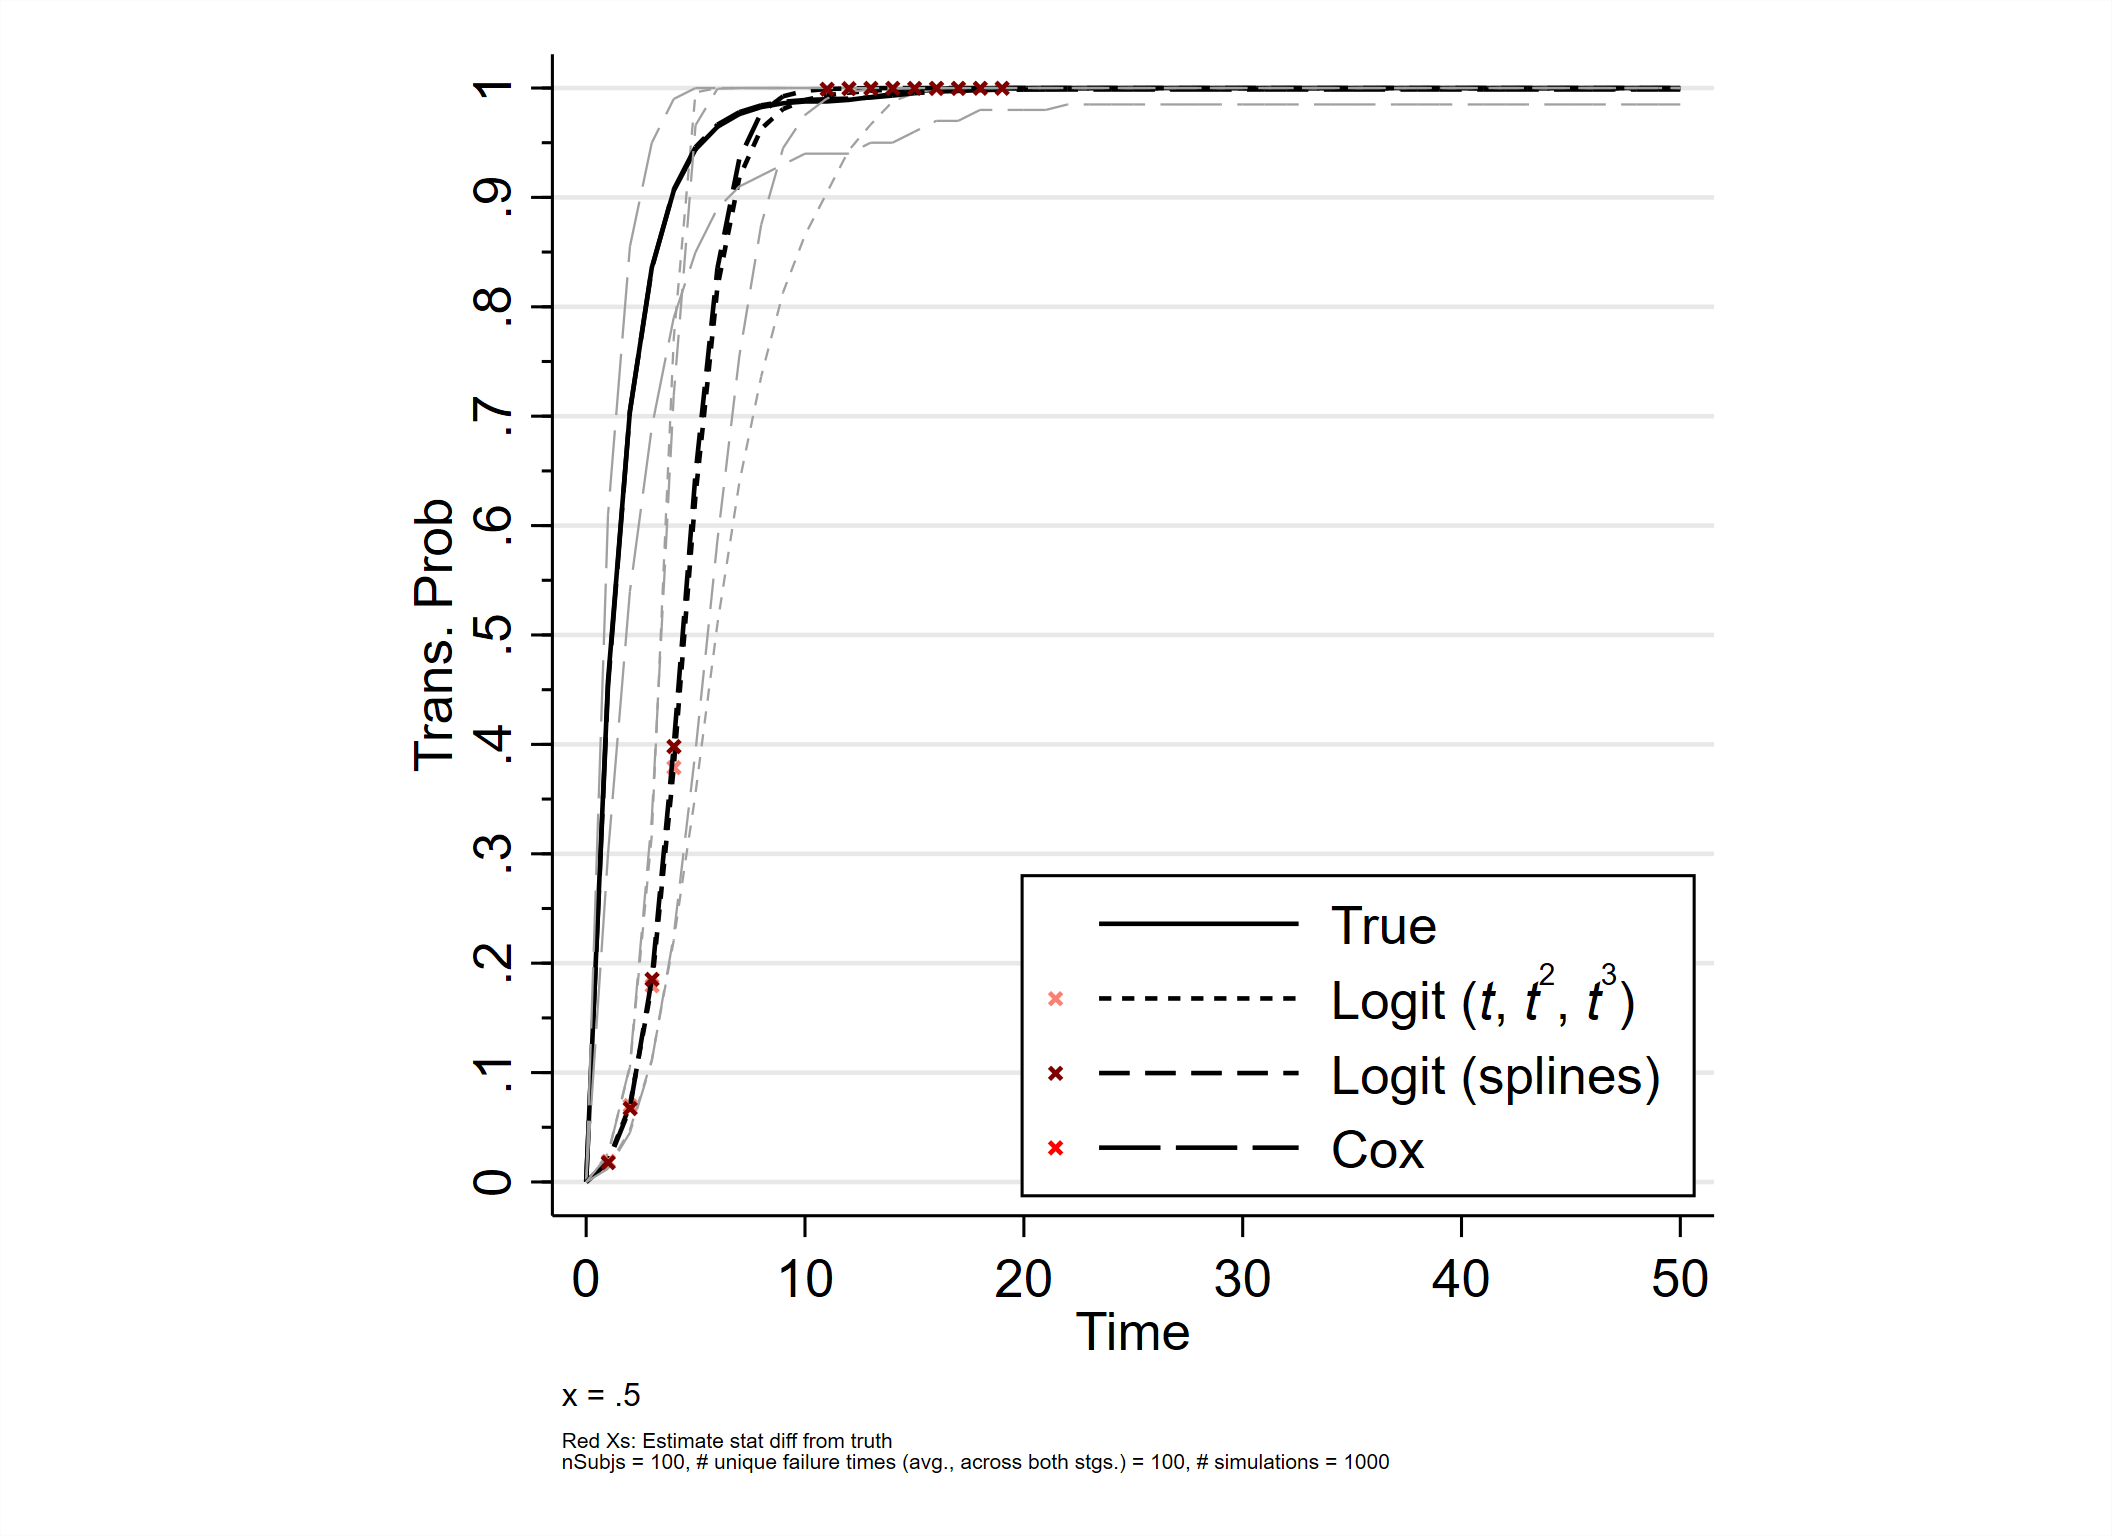 Trans. Prob
1
.9
.8
.7
.6
.5
.4
.3
.2
.1
0
True
Logit (t, t², t³)
Logit (splines)
Cox
0 10 20 30 40 50
Time
x = .5
Red Xs: Estimate stat diff from truth
nSubjs = 100, # unique failure times (avg., across both stgs.) = 100, # simulations = 1000